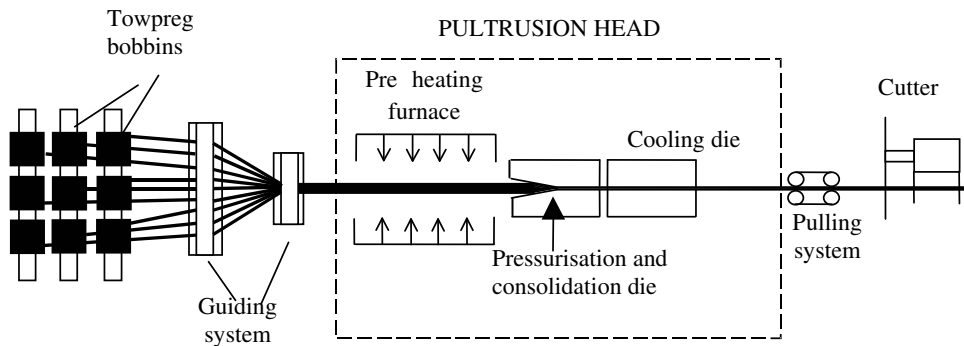 Towpreg
bobbins
PULTRUSION HEAD
Pre heating
furnace
Cutter
Cooling die
Pulling
system
Pressurisation and
consolidation die
Guiding
system